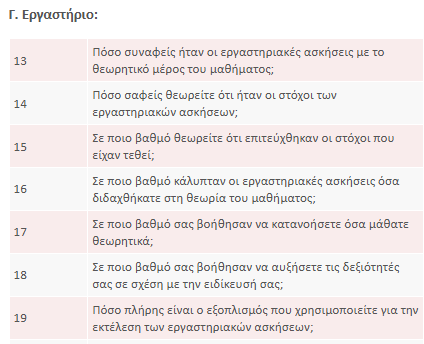 Γ. Εργαστήριο:
13 Πόσο συναφείς ήταν οι εργαστηριακές ασκήσεις με το
θεωρητικό μέρος του μαθήματος;
14 Πόσο σαφείς θεωρείτε ότι ήταν οι στόχοι των
εργαστηριακών ασκήσεων;
15 Σε ποιο βαθμό θεωρείτε ότι επιτεύχθηκαν οι στόχοι που
είχαν τεθεί;
16 Σε ποιο βαθμό κάλυπταν οι εργαστηριακές ασκήσεις όσα
διδαχθήκατε στη θεωρία του μαθήματος;
17 Σε ποιο βαθμό σας βοήθησαν να κατανοήσετε όσα μάθατε
θεωρητικά;
18 Σε ποιο βαθμό σας βοήθησαν να αυξήσετε τις δεξιότητές
σας σε σχέση με την ειδίκευσή σας;
19 Πόσο πλήρης είναι ο εξοπλισμός που χρησιμοποιείτε για την
εκτέλεση των εργαστηριακών ασκήσεων;